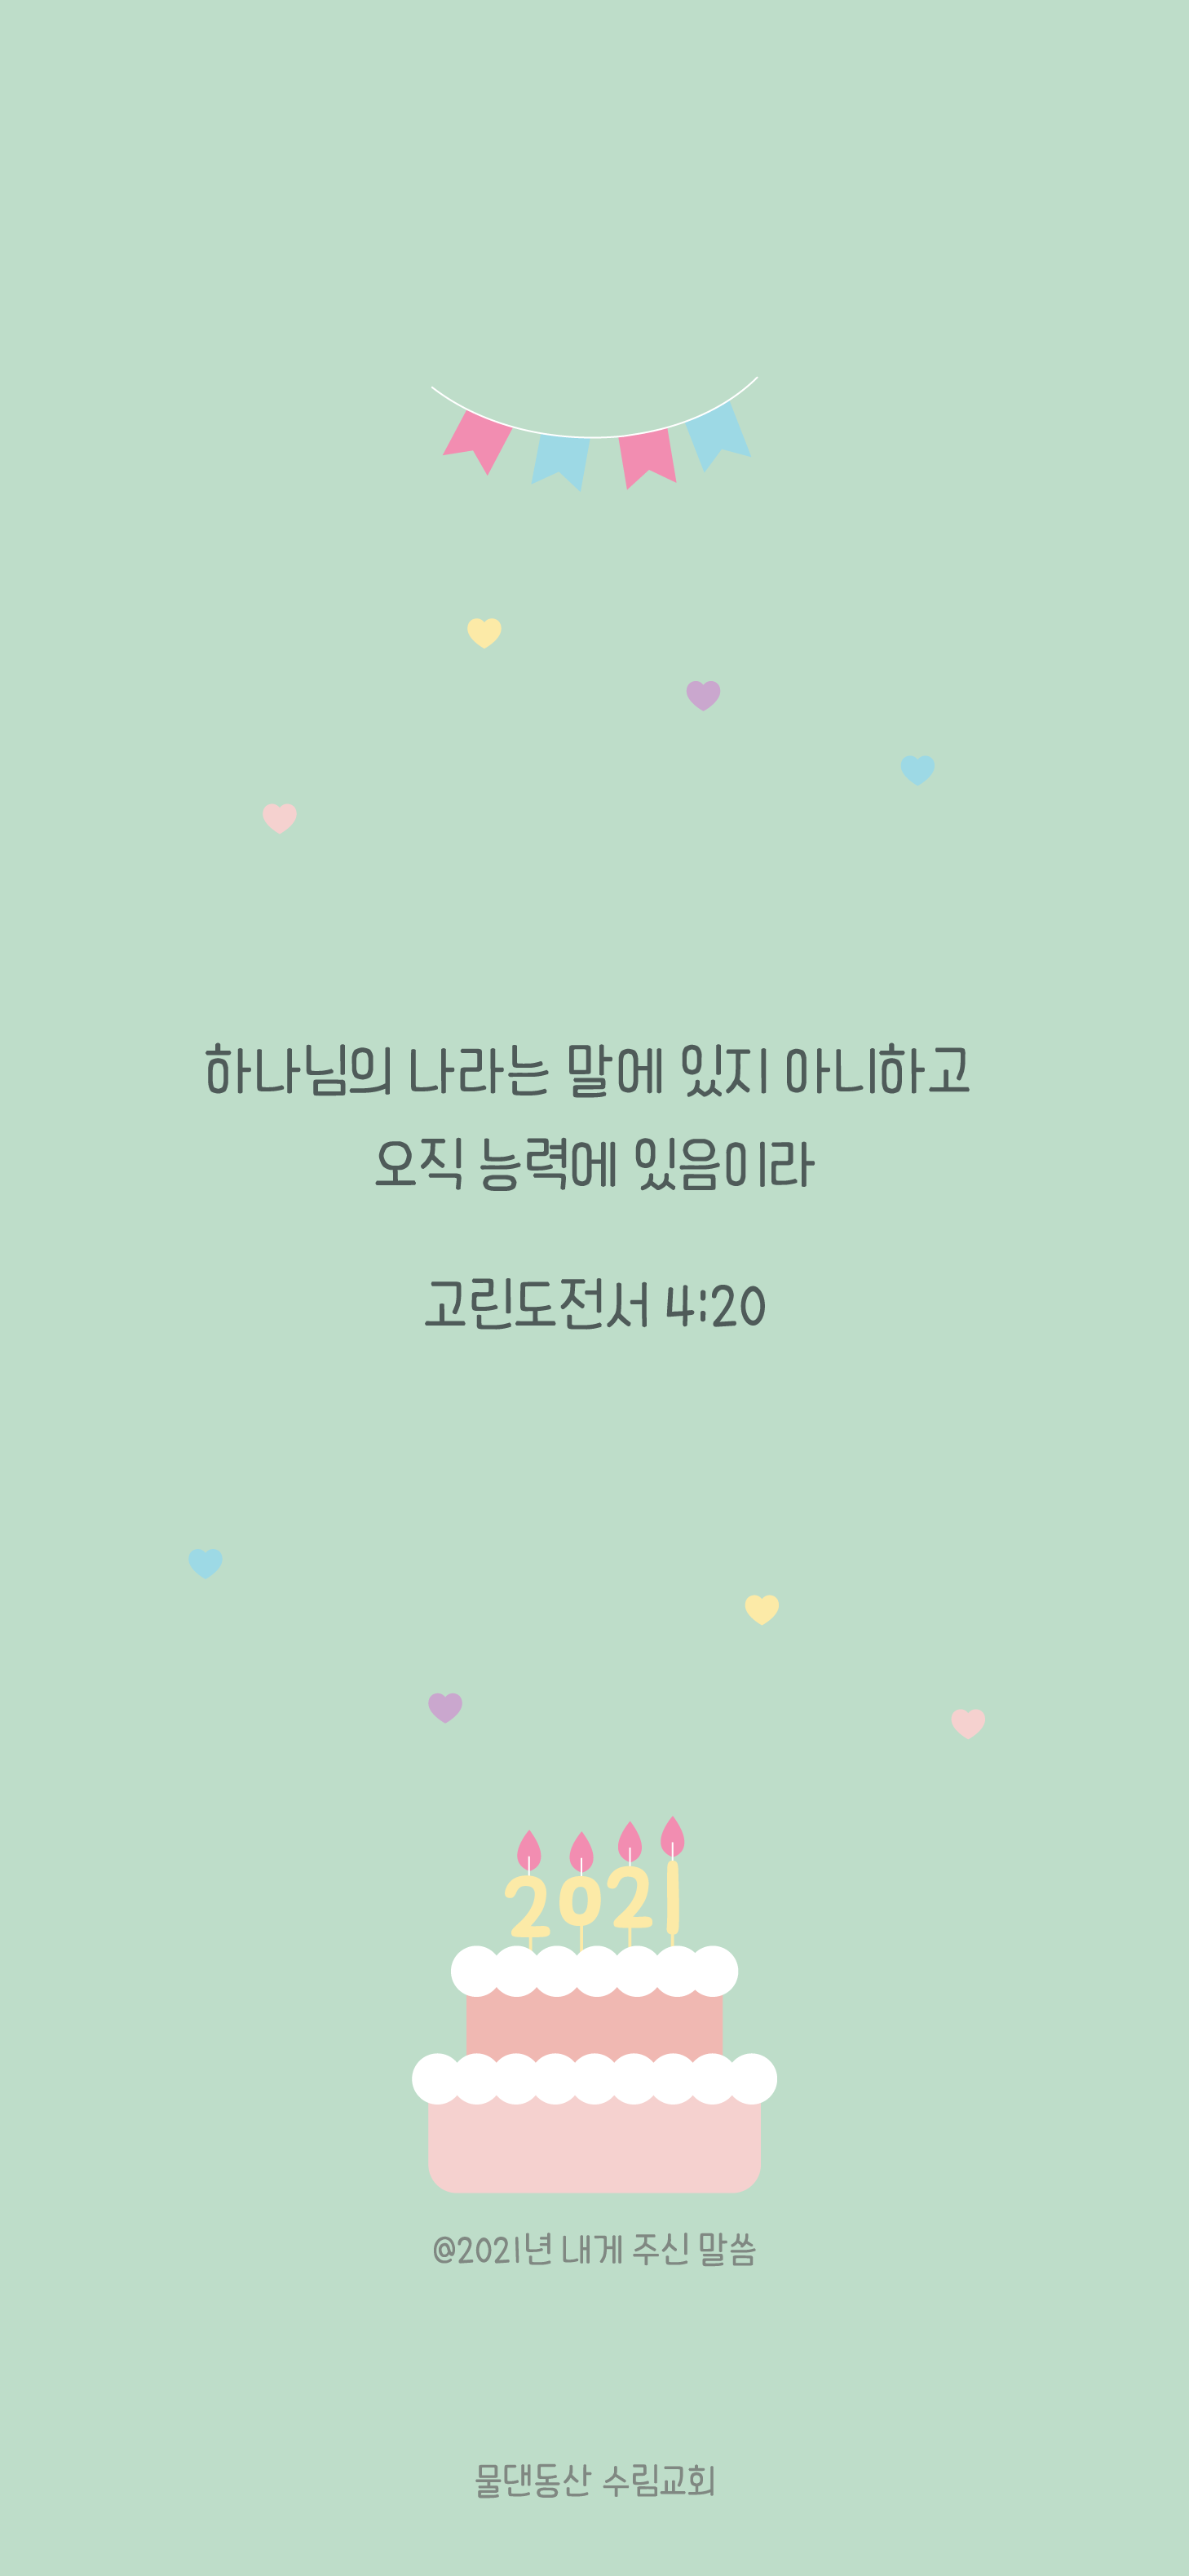 하나님의 나라는 말에 있지 아니하고
오직 능력에 있음이라
고린도전서 4:20
2021
@2021년 내게 주신 말씀
물댄동산 수림교회